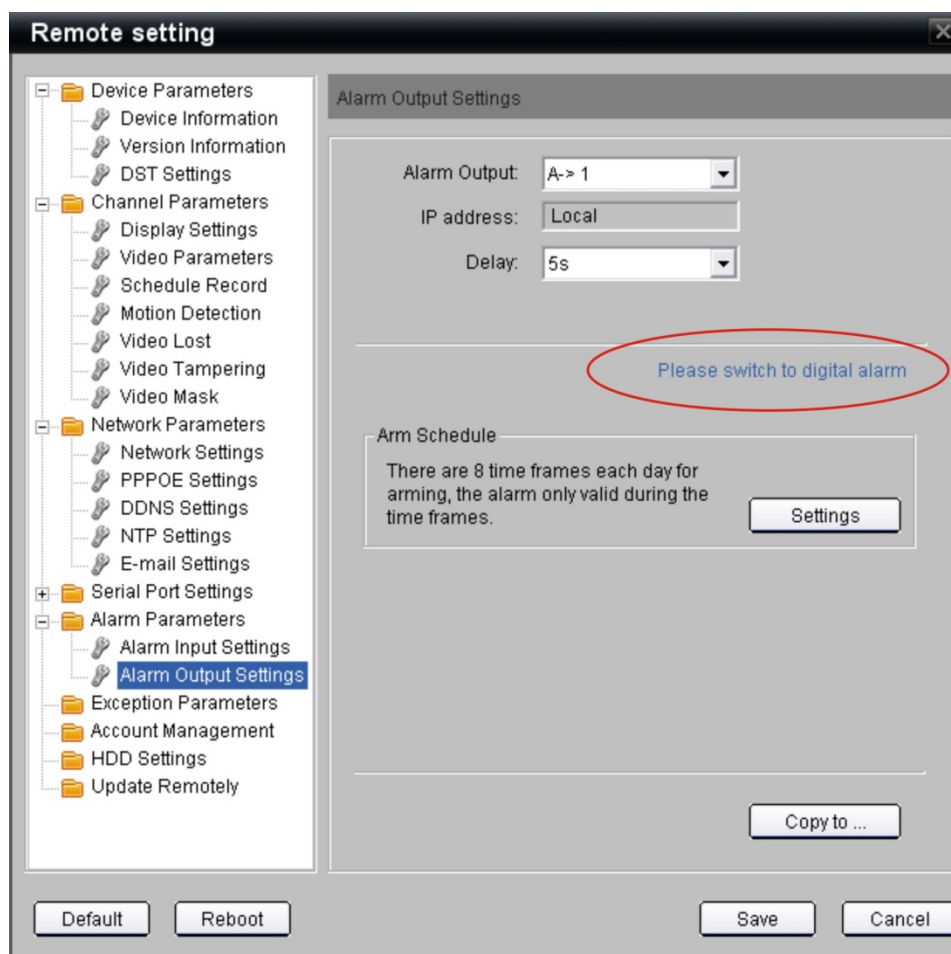 Remote setting
Device Parameters
Device Information
Version Information
DST Settings
Channel Parameters
Display Settings
Video Parameters
Schedule Record
Motion Detection
Video Lost
Video Tampering
Video Mask
Network Parameters
Network Settings
PPPOE Settings
DDNS Settings
NTP Settings
E-mail Settings
Serial Port Settings
Alarm Parameters
Alarm Input Settings
Alarm Output Settings
Exception Parameters
Account Management
HDD Settings
Update Remotely
Alarm Output Settings
Alarm Output: A-> 1
IP address: Local
Delay: 5s
Please switch to digital alarm
Arm Schedule
There are 8 time frames each day for
arming, the alarm only valid during the
time frames.
Settings
Copy to ...
Default Reboot Save Cancel